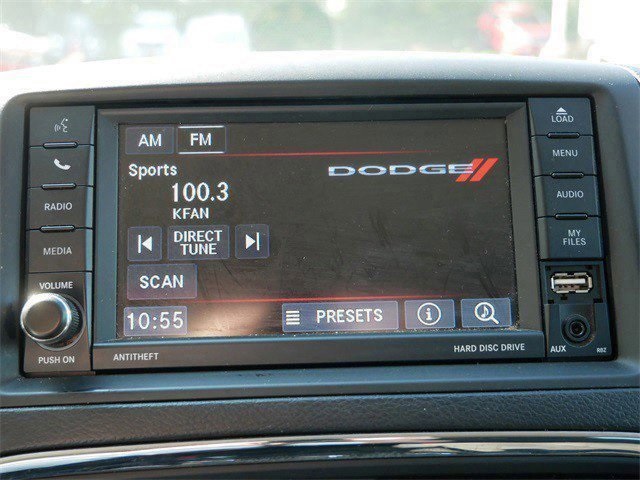 LOAD
AM FM
RADIO
MEDIA
VOLUME
PUSH ON
Sports
100.3
KFAN
DIRECT
TUNE
SCAN
10:55
DODGE
PRESETS
MENU
AUDIO
MY
FILES
ANTITHEFT
HARD DISC DRIVE
AUX
RBZ